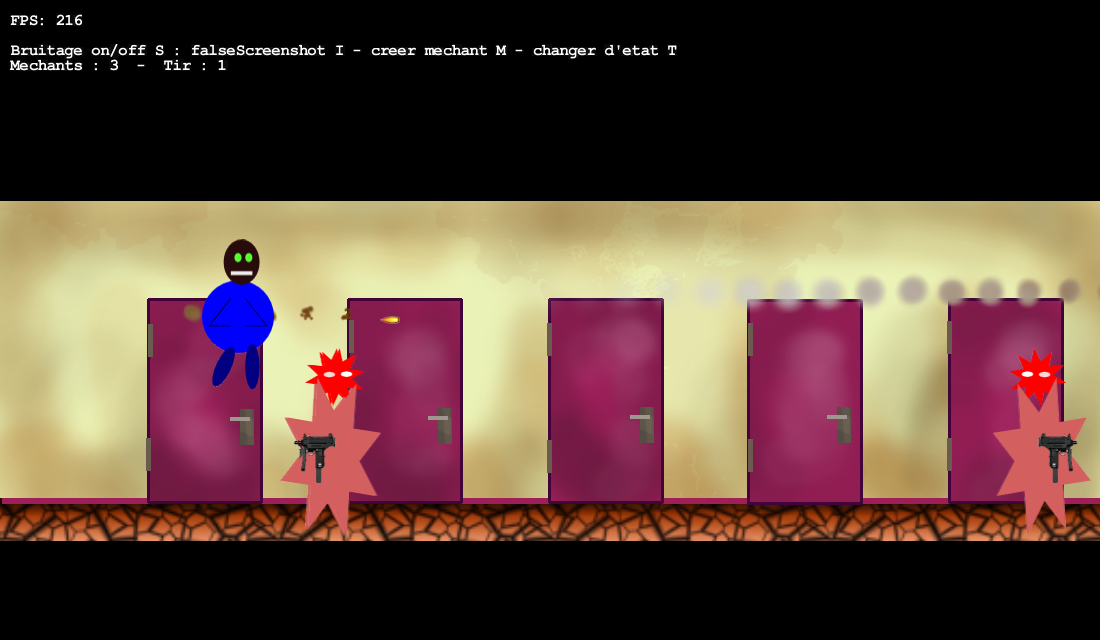 FPS: 216
Bruitage on/off S : falseScreenshot I - creer mechant M - changer d'etat T
Mechants : 3  -  Tir : 1